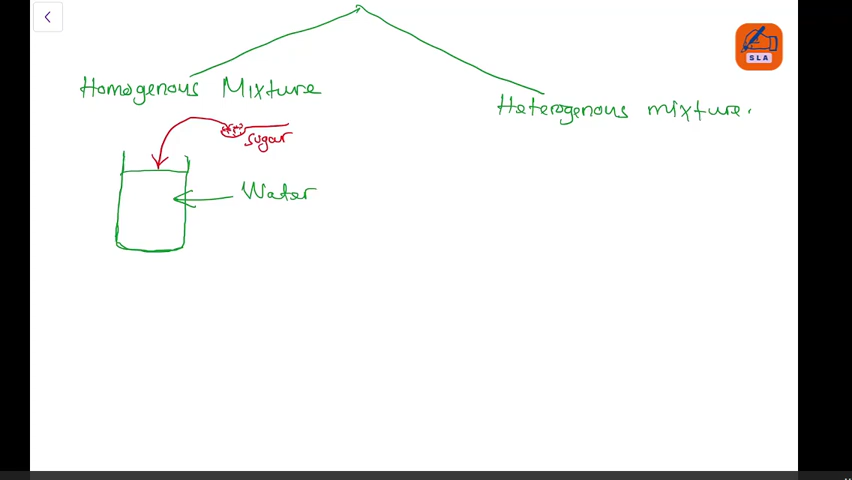 SLA
Homogenous Mixture
Heterogenous mixture.
sugar
Water